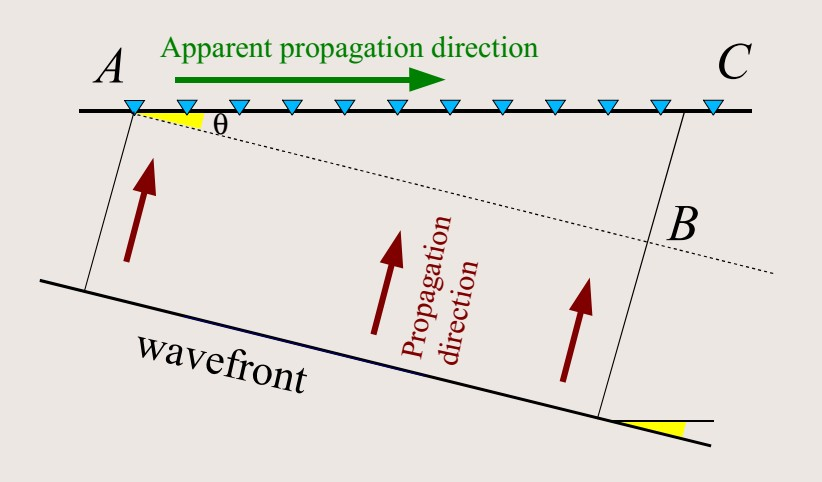 Apparent propagation direction
A
C
θ
B
Propagation
direction
wavefront